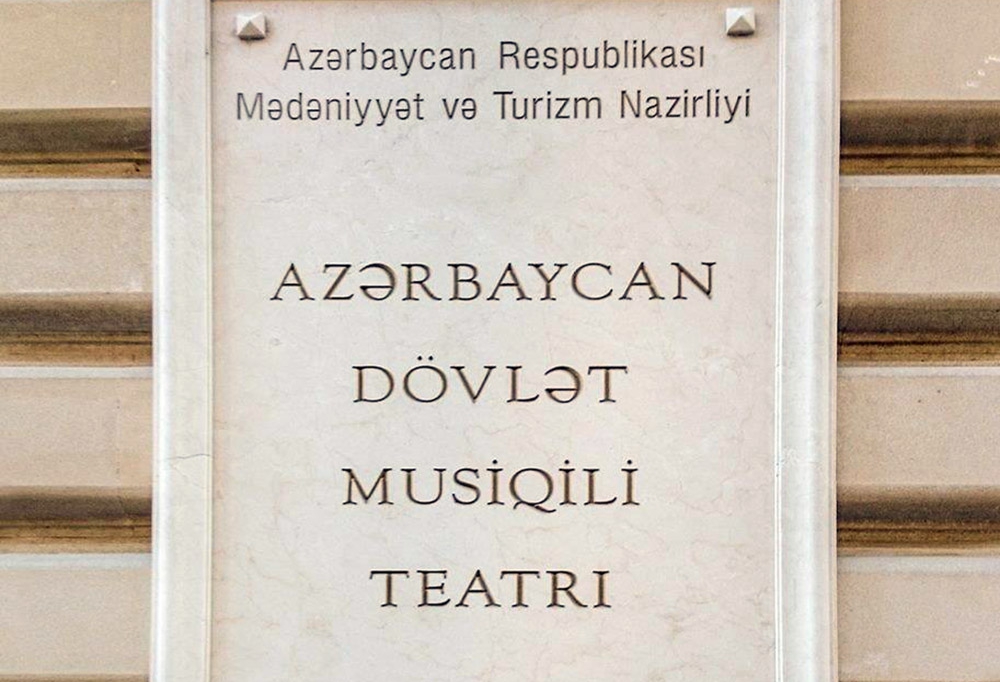 Azərbaycan Respublikası
Mədəniyyət və Turizm Nazirliyi
AZƏRBAYCAN
DÖVLƏT
MUSİQİLİ
TEATRI